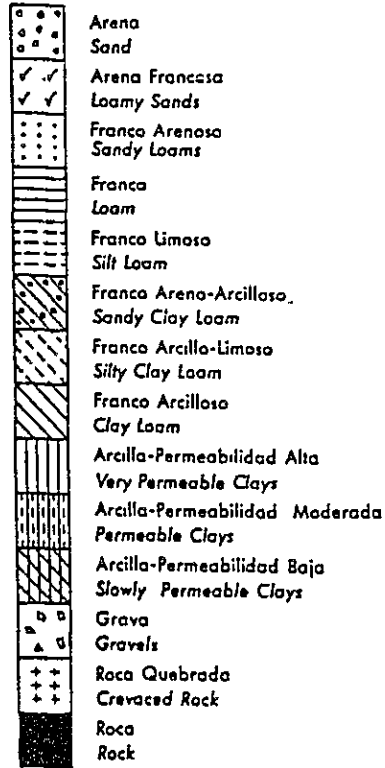 Arena
Sand
Arena Francosa
Loamy Sands
Franco Arenoso
Sandy Loams
Franca
Loam
Franco Limoso
Silt Loam
Franco Areno-Arcilloso
Sandy Clay Loam
Franco Arcillo-Limoso
Silty Clay Loam
Franco Arcilloso
Clay Loam
Arcilla-Permeabilidad Alta
Very Permeable Clays
Arcilla-Permeabilidad Moderada
Permeable Clays
Arcilla-Permeabilidad Baja
Slowly Permeable Clays
Grava
Gravels
Roca Quebrada
Crevaced Rock
Roca
Rock